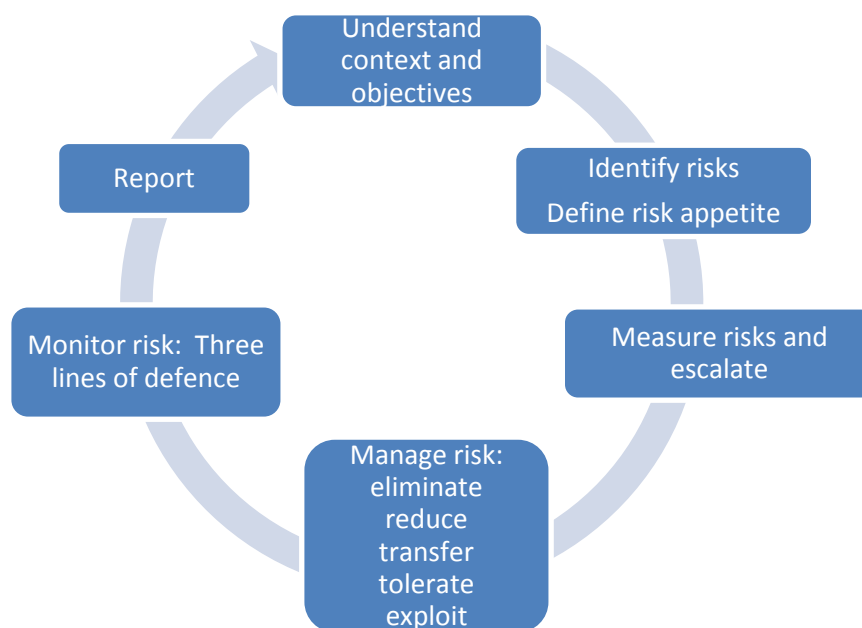 Understand
context and
objectives
Identify risks
Define risk appetite
Measure risks and
escalate
Manage risk:
eliminate
reduce
transfer
tolerate
exploit
Monitor risk:  Three
lines of defence
Report